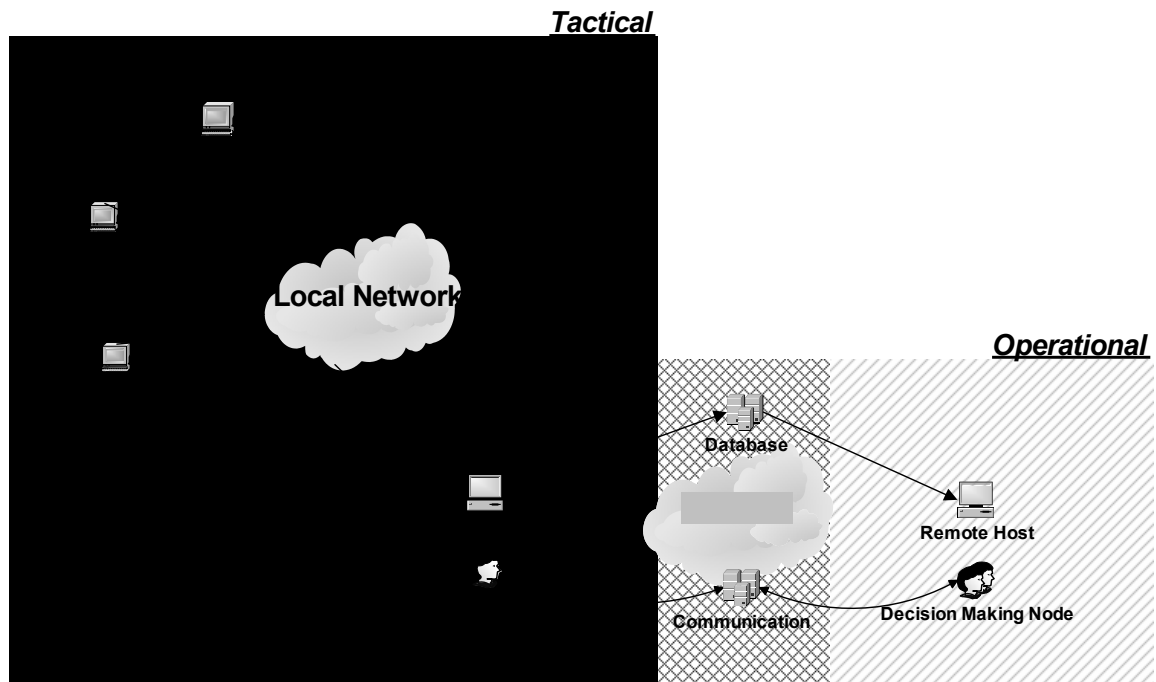 Tactical
Local Network
Operational
Database
Remote Host
Communication
Decision Making Node